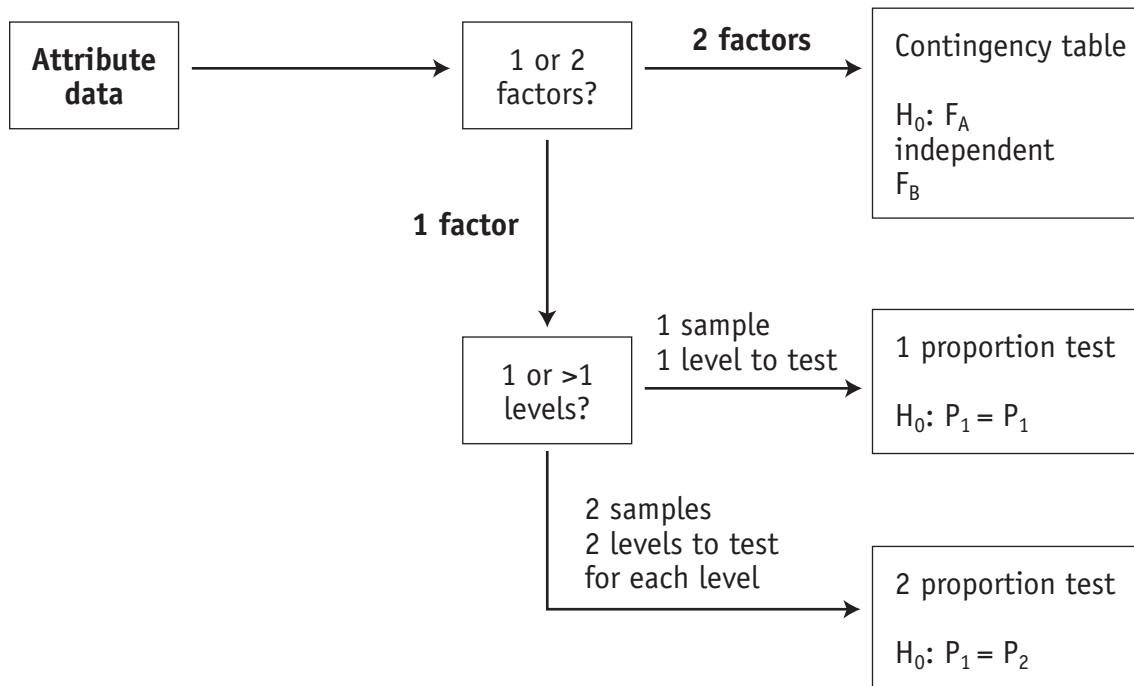 Attribute
data
1 or 2
factors?
2 factors
Contingency table
H₀: F_A
independent
F_B
1 factor
1 or >1
levels?
1 sample
1 level to test
1 proportion test
H₀: P₁ = P₁
2 samples
2 levels to test
for each level
2 proportion test
H₀: P₁ = P₂